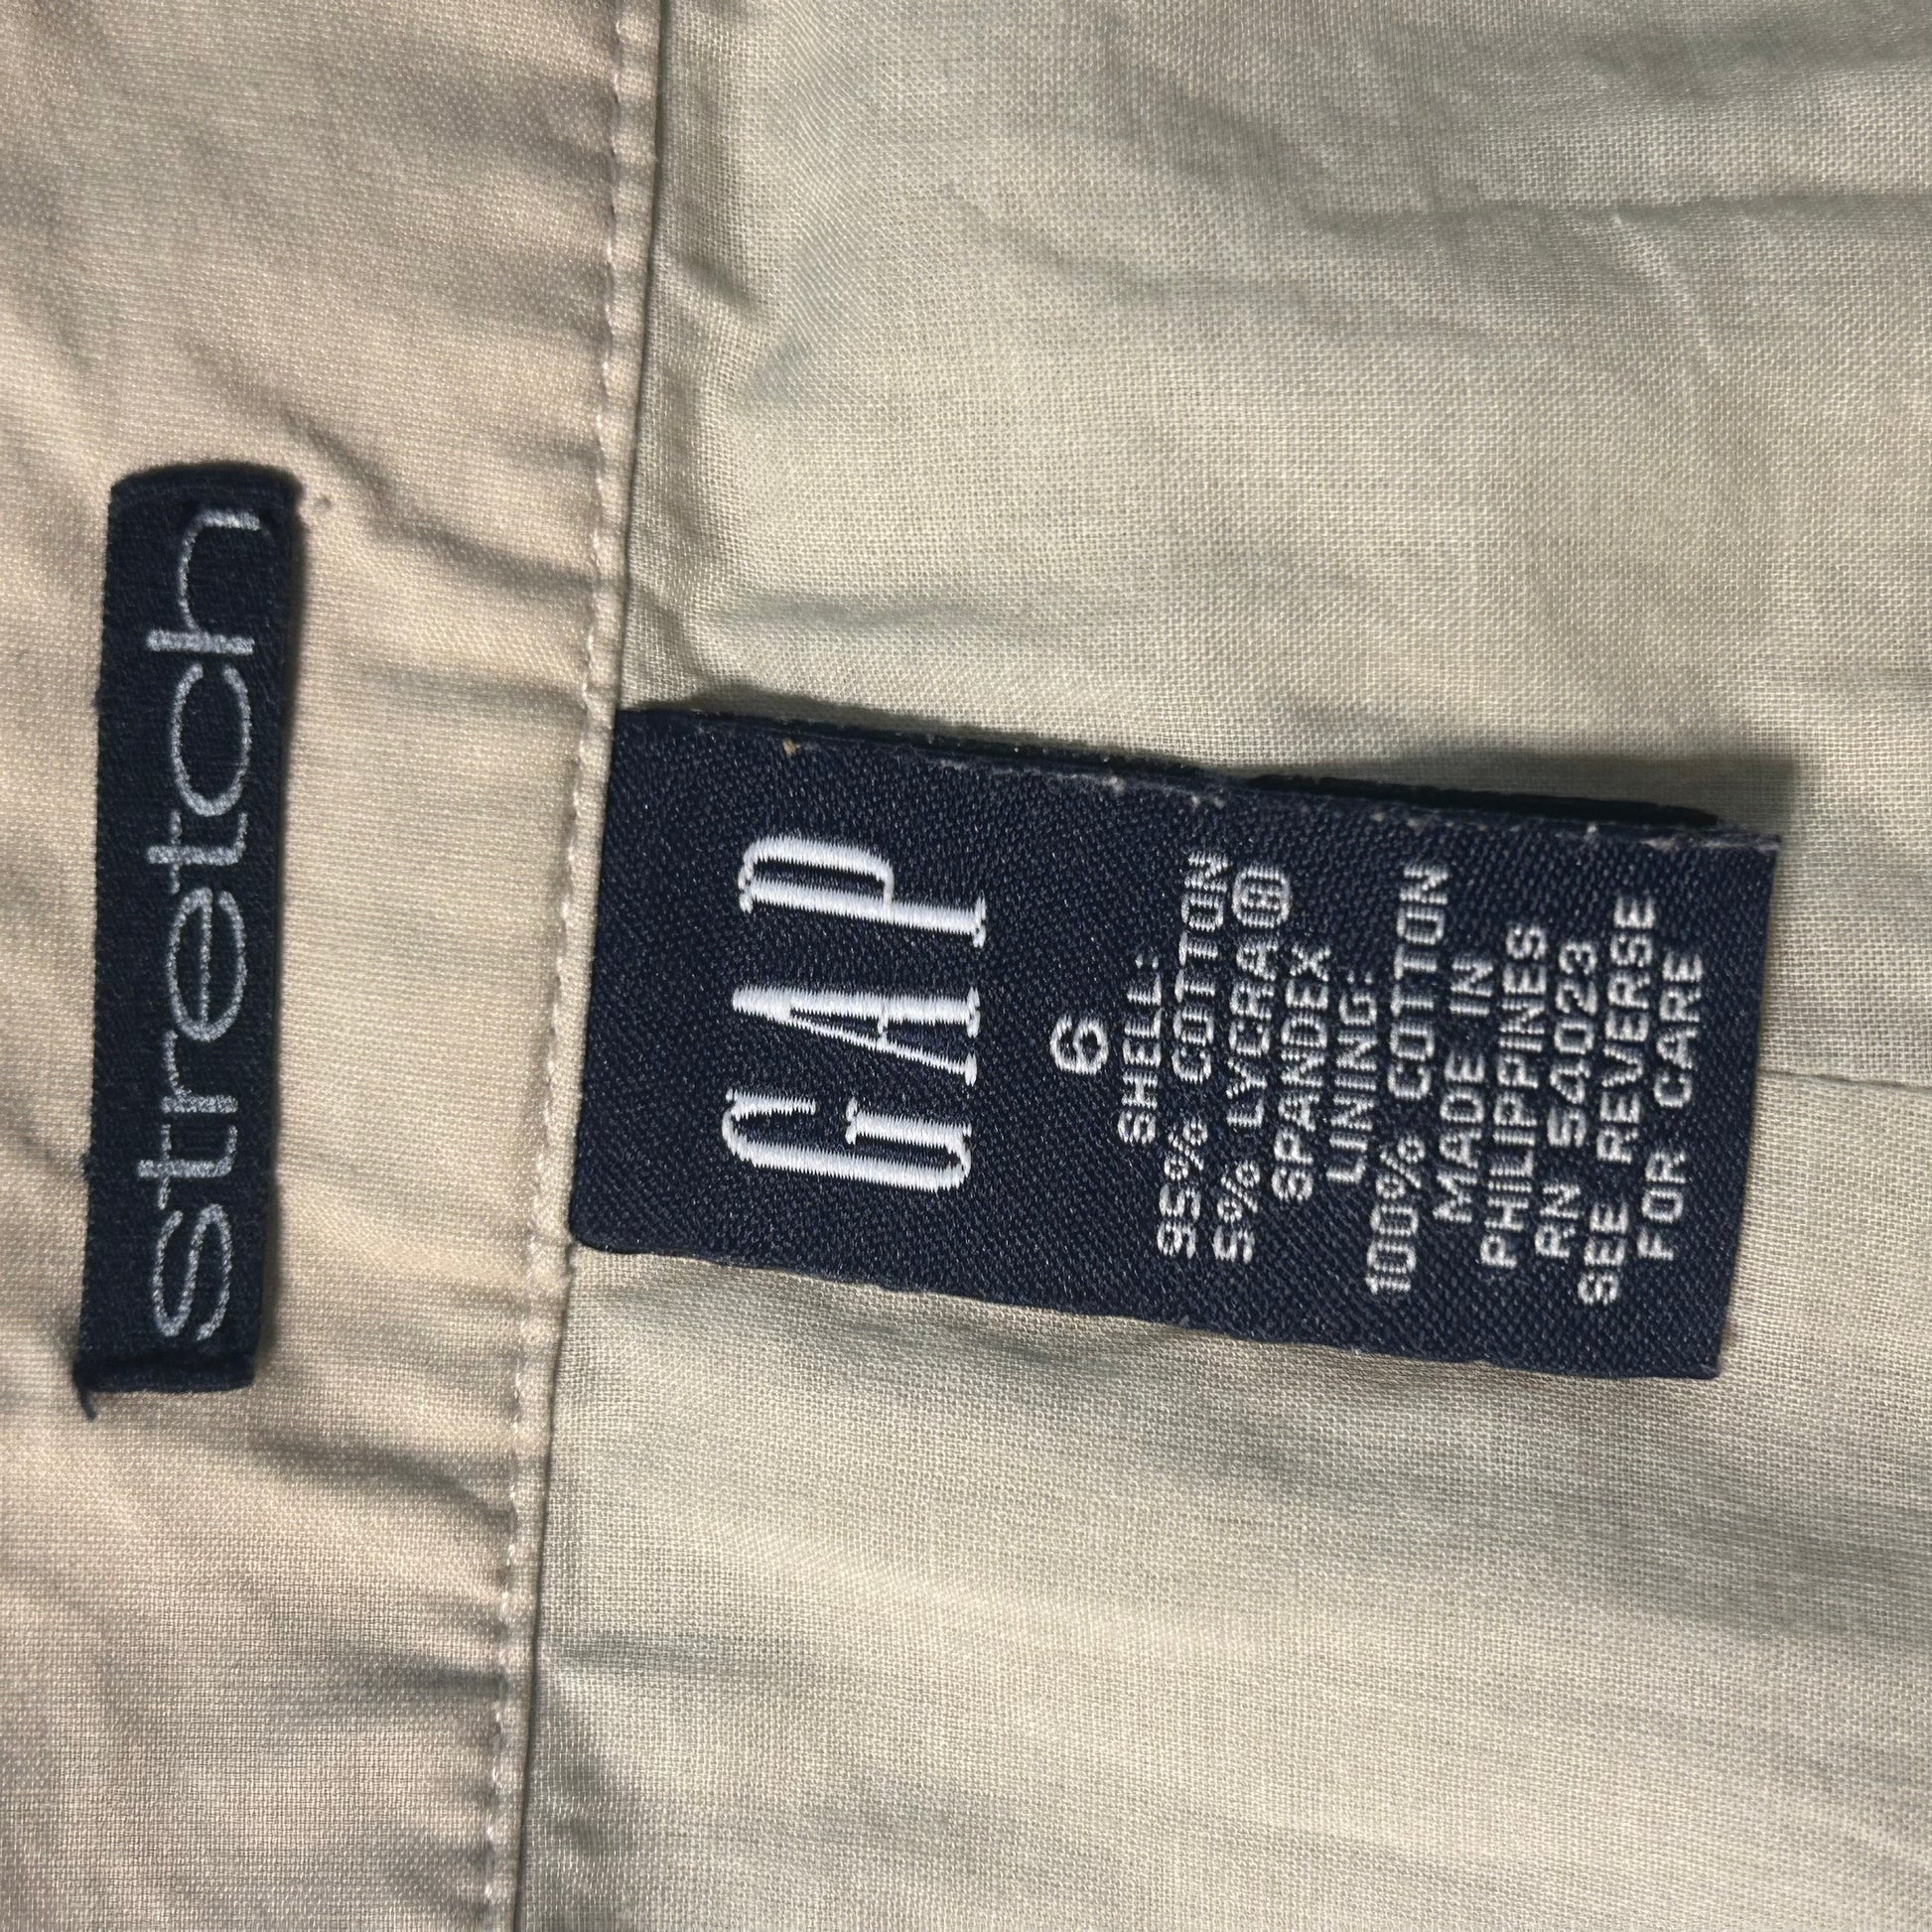 stretch
GAP
6
SHELL:
95% COTTON
5% LYCRA®
SPANDEX
LINING:
100% COTTON
MADE IN
PHILIPPINES
RN 54023
SEE REVERSE
FOR CARE